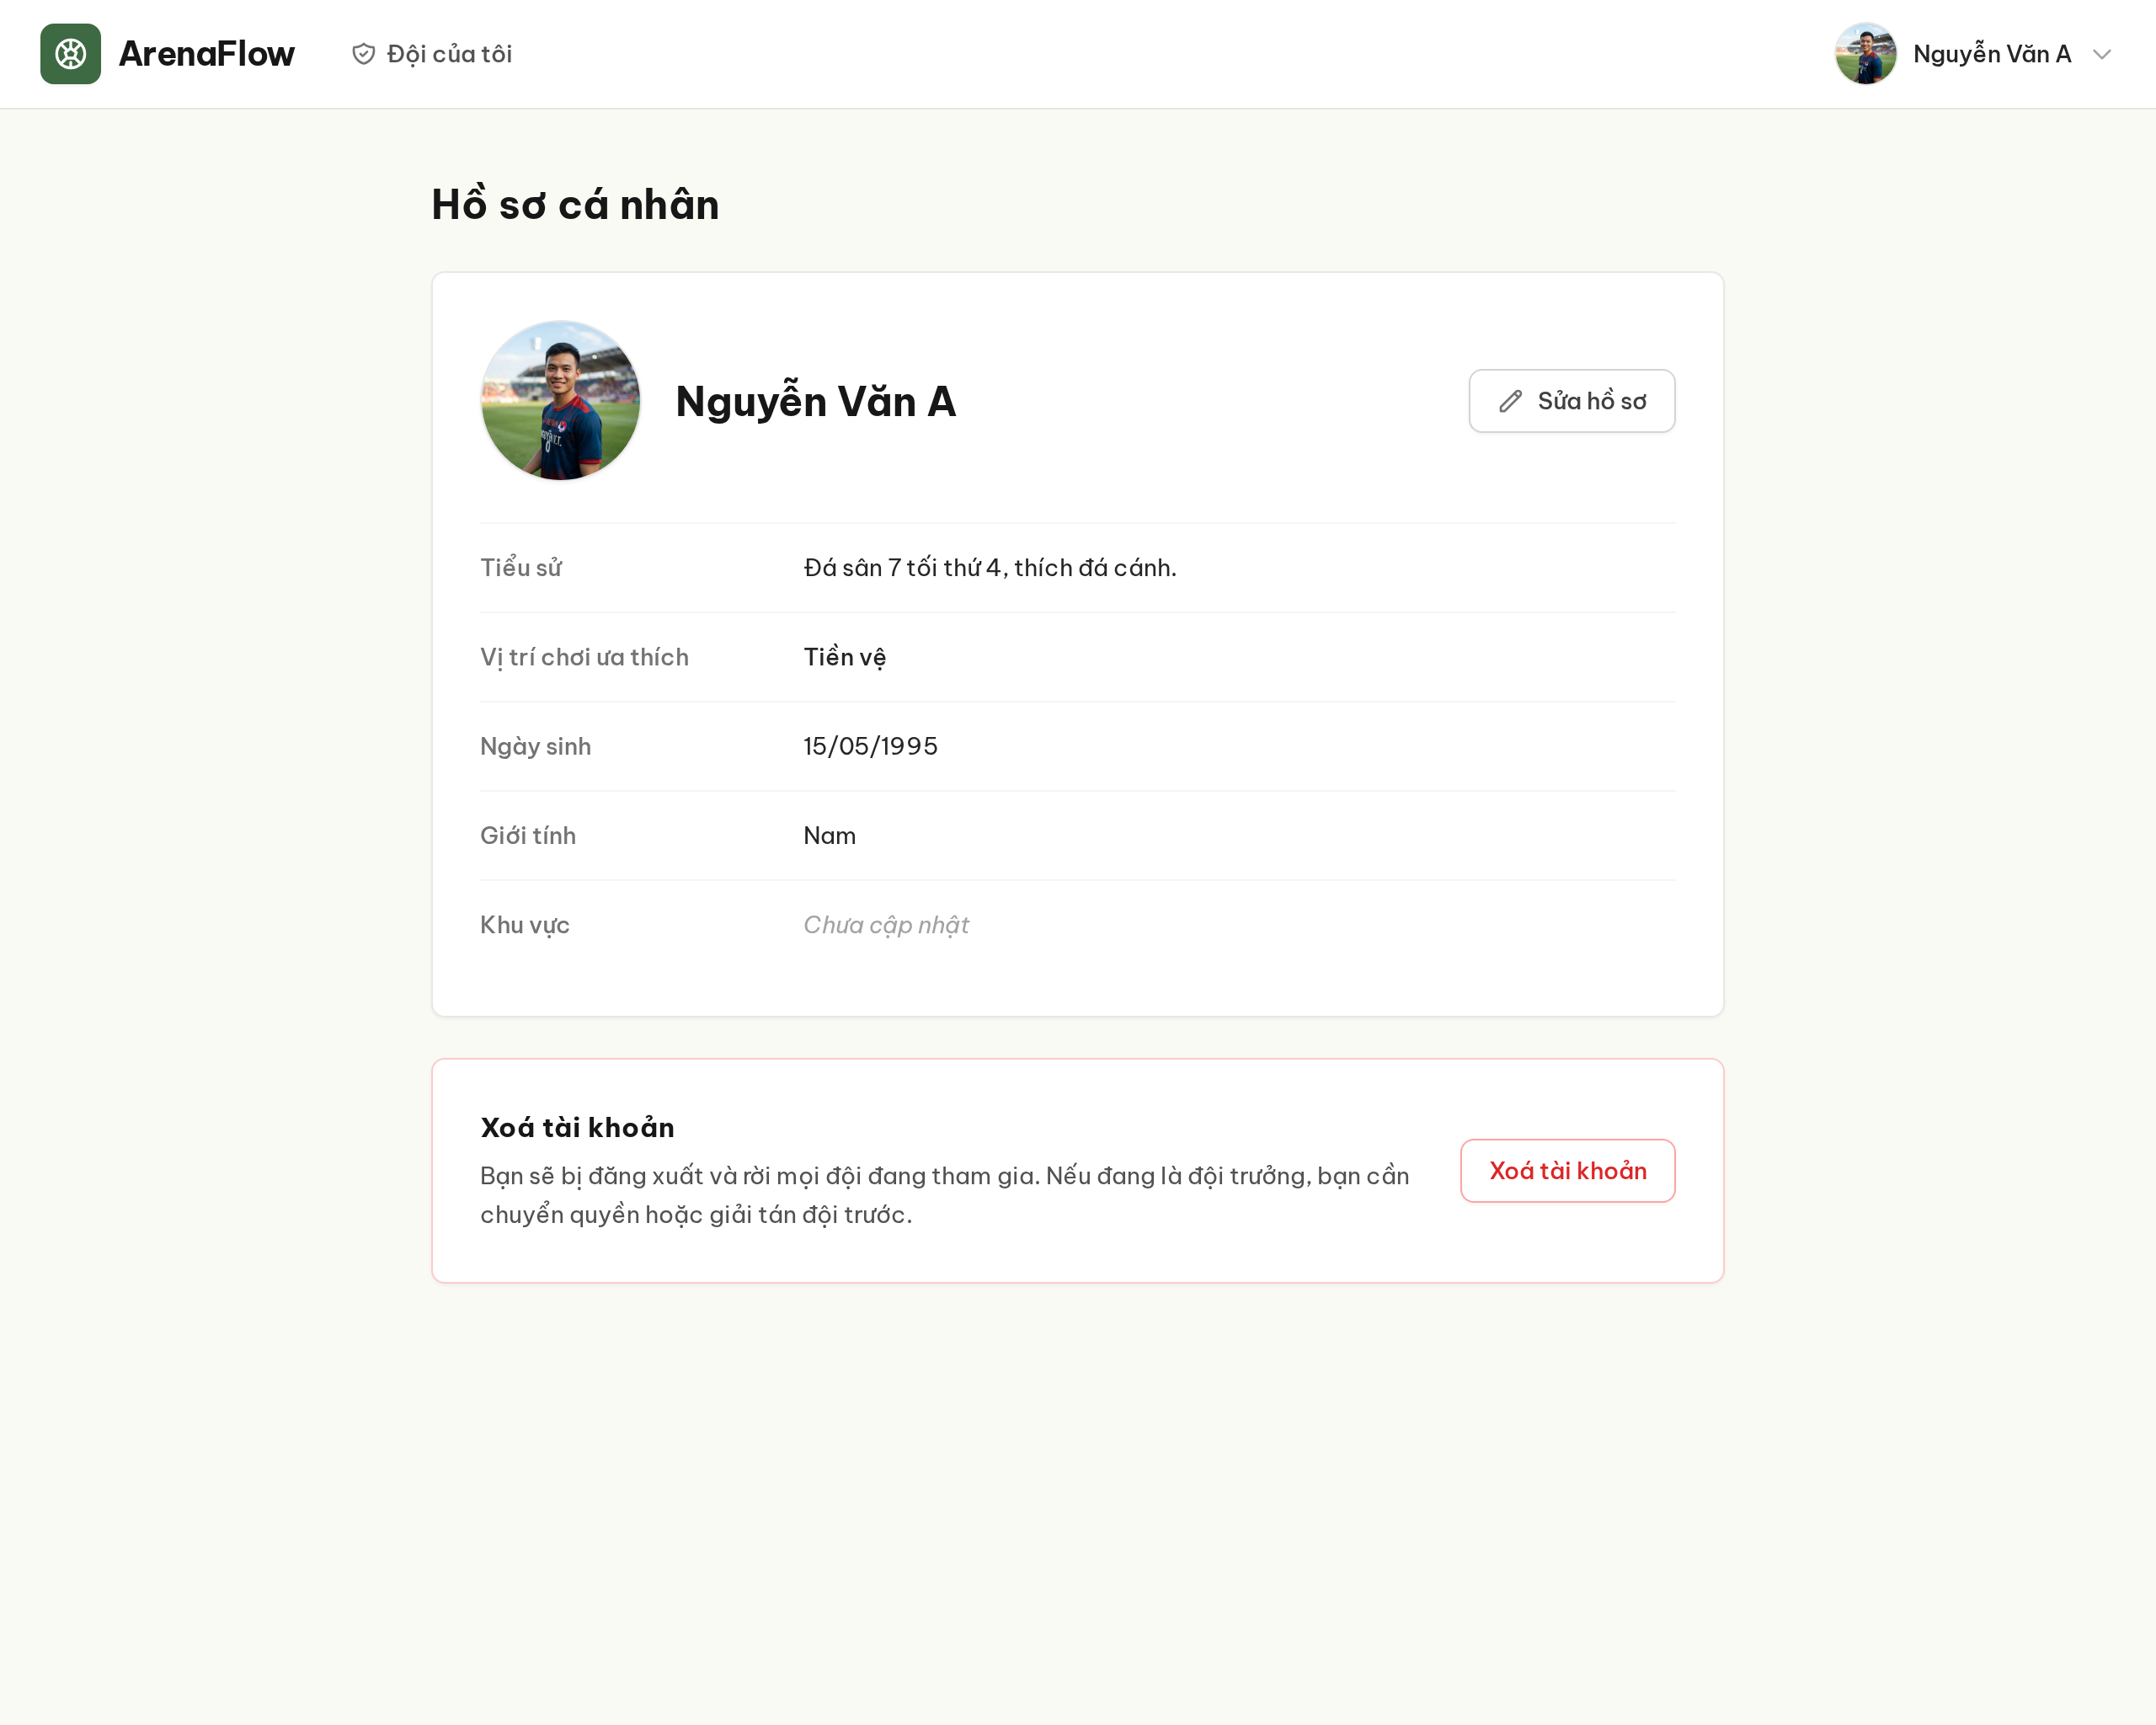 ArenaFlow
Đội của tôi
Nguyễn Văn A
Hồ sơ cá nhân
Nguyễn Văn A
Sửa hồ sơ
Tiểu sử
Đá sân 7 tối thứ 4, thích đá cánh.
Vị trí chơi ưa thích
Tiền vệ
Ngày sinh
15/05/1995
Giới tính
Nam
Khu vực
Chưa cập nhật
Xoá tài khoản
Bạn sẽ bị đăng xuất và rời mọi đội đang tham gia. Nếu đang là đội trưởng, bạn cần
chuyển quyền hoặc giải tán đội trước.
Xoá tài khoản